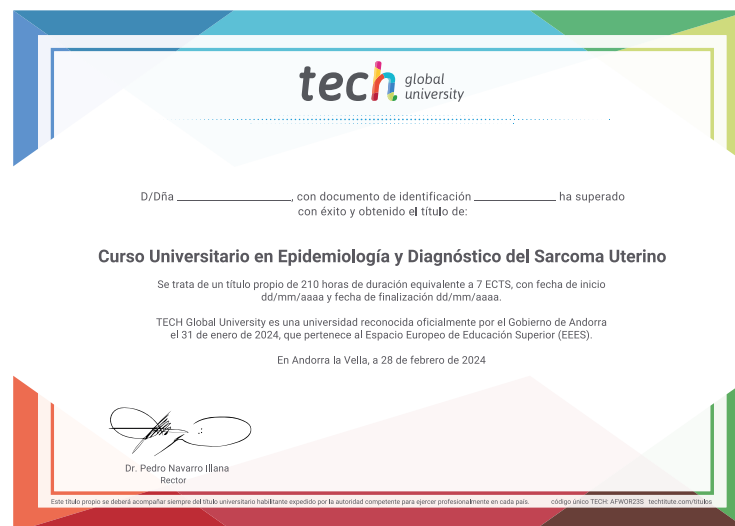 tech global university
D/Dña ____________, con documento de identificación ____________ ha superado
con éxito y obtenido el título de:
Curso Universitario en Epidemiología y Diagnóstico del Sarcoma Uterino
Se trata de un título propio de 210 horas de duración equivalente a 7 ECTS, con fecha de inicio
dd/mm/aaaa y fecha de finalización dd/mm/aaaa.
TECH Global University es una universidad reconocida oficialmente por el Gobierno de Andorra
el 31 de enero de 2024, que pertenece al Espacio Europeo de Educación Superior (EEES).
En Andorra la Vella, a 28 de febrero de 2024
Dr. Pedro Navarro Illana
Rector
Este título propio se deberá acompañar siempre del título universitario habilitante expedido por la autoridad competente para ejercer profesionalmente en cada país. código único TECH: AFWOR23S techtitute.com/titulos